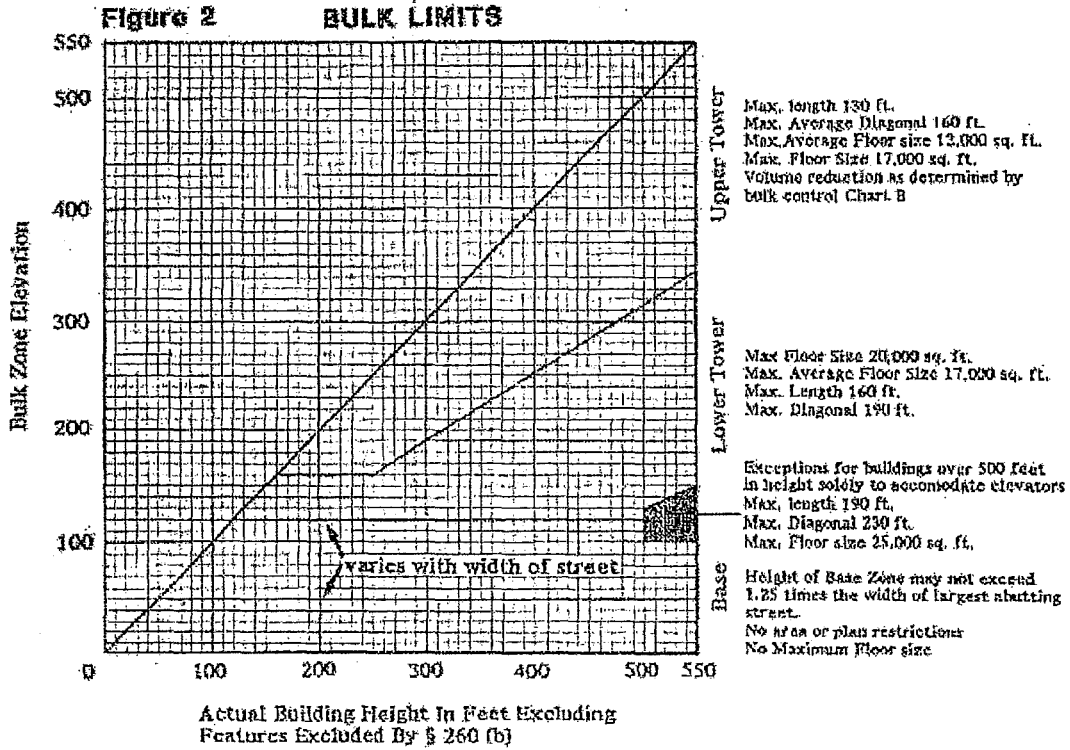 Figure 2 BULK LIMITS
550
500
400
300
200
100
0
Bulk Zone Elevation
100
200
300
400
500
550
Actual Building Height In Feet Excluding
Features Excluded By § 260 (b)
varies with width of street
Upper Tower
Max. length 130 ft.
Max. Average Diagonal 160 ft.
Max. Average Floor size 12,000 sq. ft.
Max. Floor Size 17,000 sq. ft.
Volume reduction as determined by
bulk control Chart B
Lower Tower
Max Floor Size 20,000 sq. ft.
Max. Average Floor Size 17,000 sq. ft.
Max. Length 160 ft.
Max. Diagonal 190 ft.
Exceptions for buildings over 500 feet
in height solely to accomodate elevators
Max. length 190 ft.
Max. Diagonal 230 ft.
Max. Floor size 25,000 sq. ft.
Base
Height of Base Zone may not exceed
1.25 times the width of largest abutting
street.
No area or plan restrictions
No Maximum Floor size